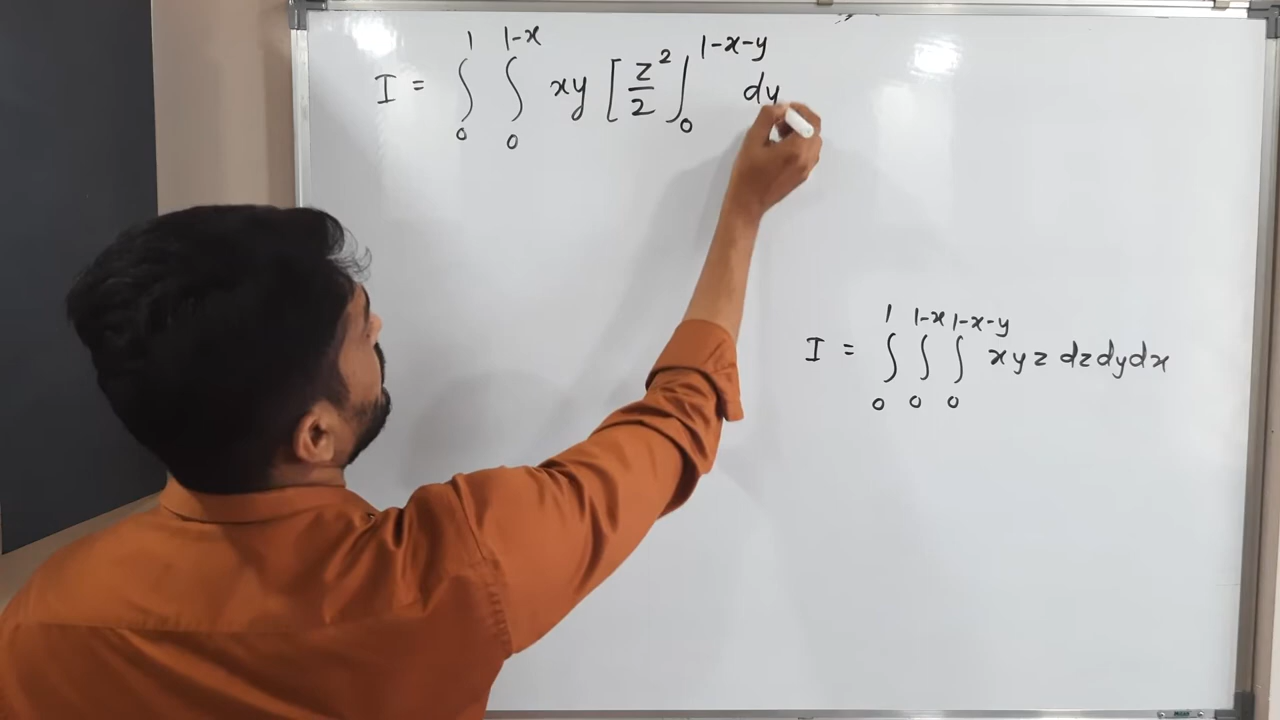 I = ∫₀¹ ∫₀^{1-x} xy [z²/2]₀^{1-x-y} dy
I = ∫₀¹ ∫₀^{1-x} ∫₀^{1-x-y} xyz dzdydx